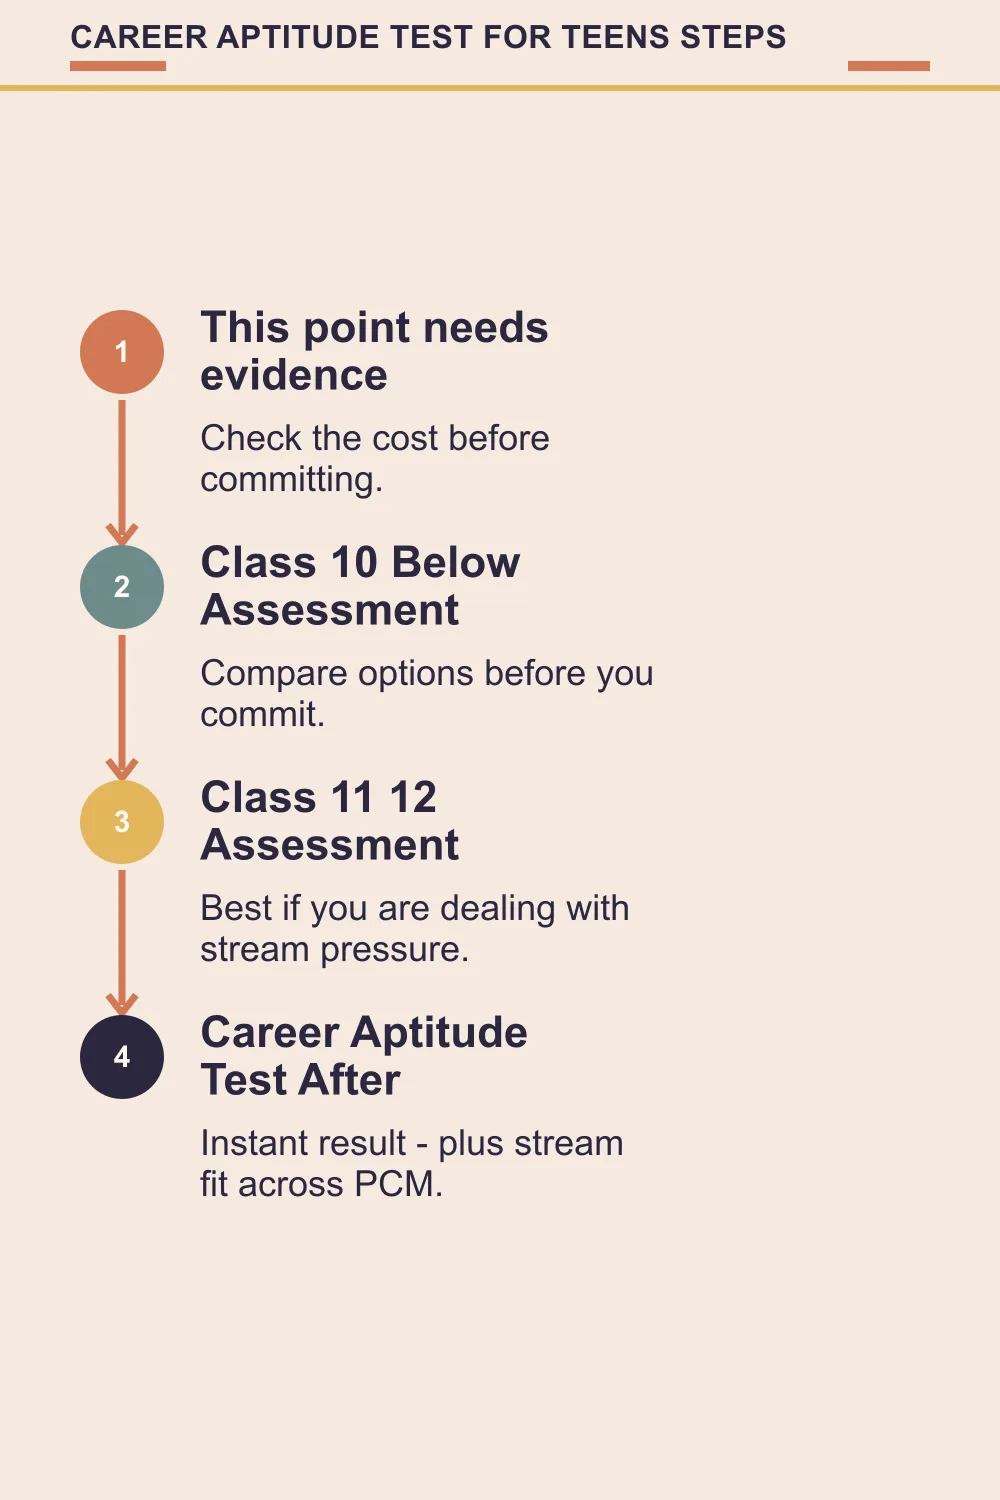 CAREER APTITUDE TEST FOR TEENS STEPS
1
This point needs
evidence
Check the cost before
committing.
2
Class 10 Below
Assessment
Compare options before you
commit.
3
Class 11 12
Assessment
Best if you are dealing with
stream pressure.
4
Career Aptitude
Test After
Instant result - plus stream
fit across PCM.